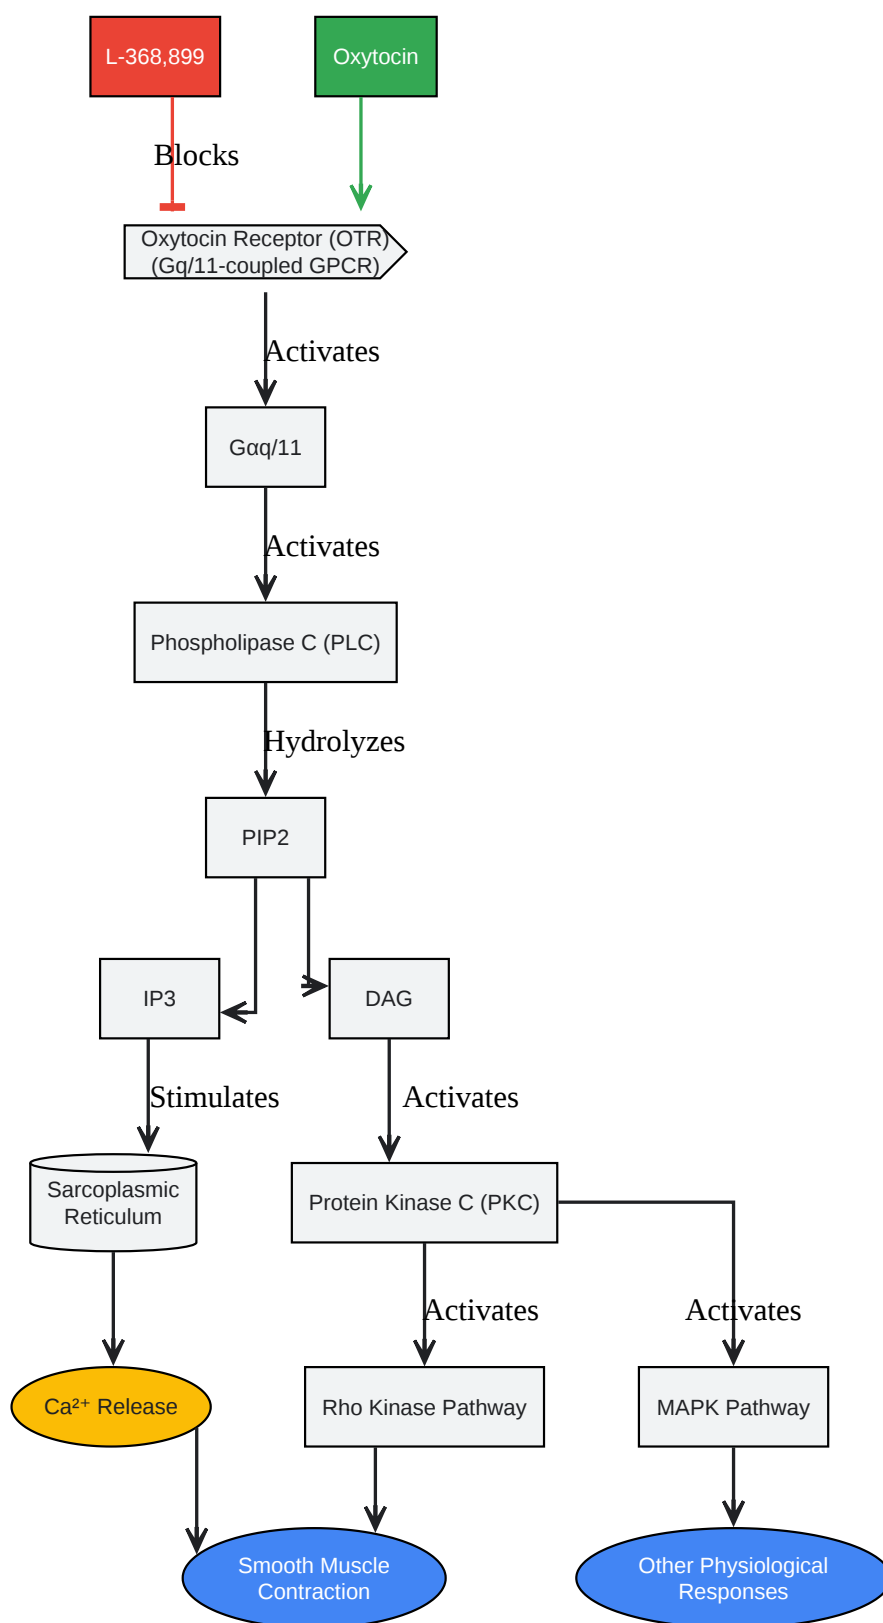 L-368,899
Oxytocin
Blocks
Oxytocin Receptor (OTR)
(Gq/11-coupled GPCR)
Activates
Gαq/11
Activates
Phospholipase C (PLC)
Hydrolyzes
PIP2
IP3
DAG
Stimulates
Activates
Sarcoplasmic
Reticulum
Protein Kinase C (PKC)
Activates
Activates
Ca²⁺ Release
Rho Kinase Pathway
MAPK Pathway
Smooth Muscle
Contraction
Other Physiological
Responses